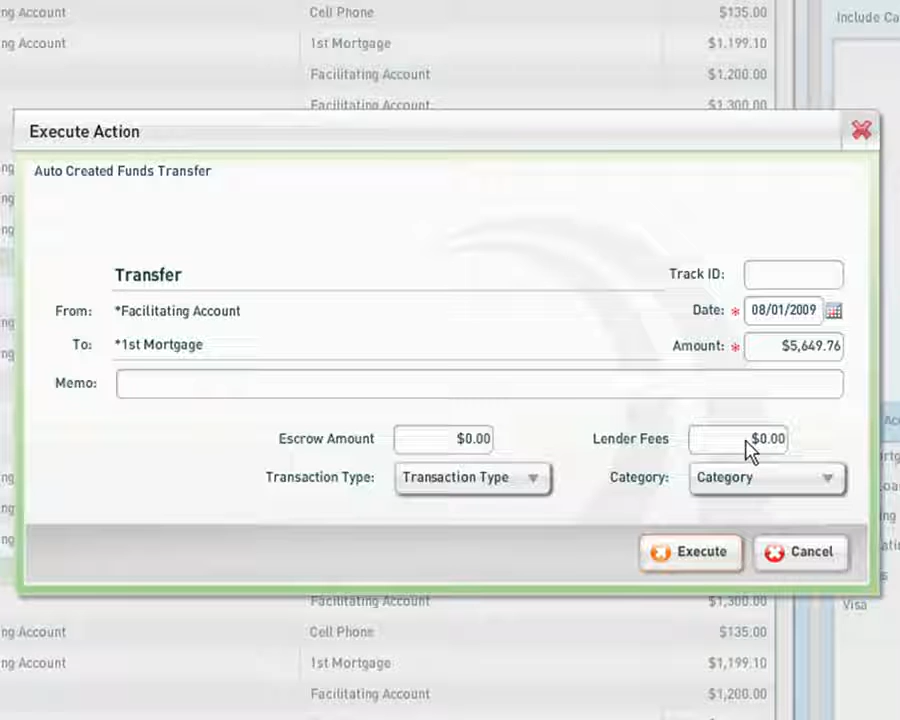 ng Account Cell Phone $135.00 Include Ca
ng Account 1st Mortgage $1,199.10
Facilitating Account $1,200.00
Facilitating Account $1,300.00
Execute Action
Auto Created Funds Transfer
Transfer Track ID:
From: *Facilitating Account Date: * 08/01/2009
To: *1st Mortgage Amount: * $5,649.76
Memo:
Escrow Amount $0.00 Lender Fees $0.00
Transaction Type: Transaction Type Category: Category
Execute Cancel
Facilitating Account $1,300.00 Visa
ng Account Cell Phone $135.00
ng Account 1st Mortgage $1,199.10
Facilitating Account $1,200.00